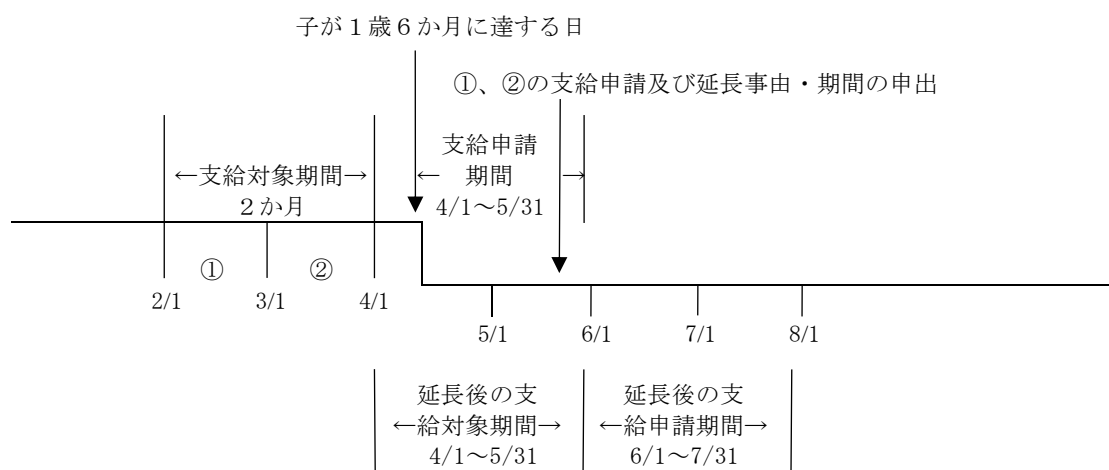 子が１歳６か月に達する日
①、②の支給申請及び延長事由・期間の申出
支給申請
←支給対象期間→
← 期間 →
２か月
4/1～5/31
① ②
2/1 3/1 4/1
5/1 6/1 7/1 8/1
延長後の支 延長後の支
←給対象期間→ ←給申請期間→
4/1～5/31 6/1～7/31